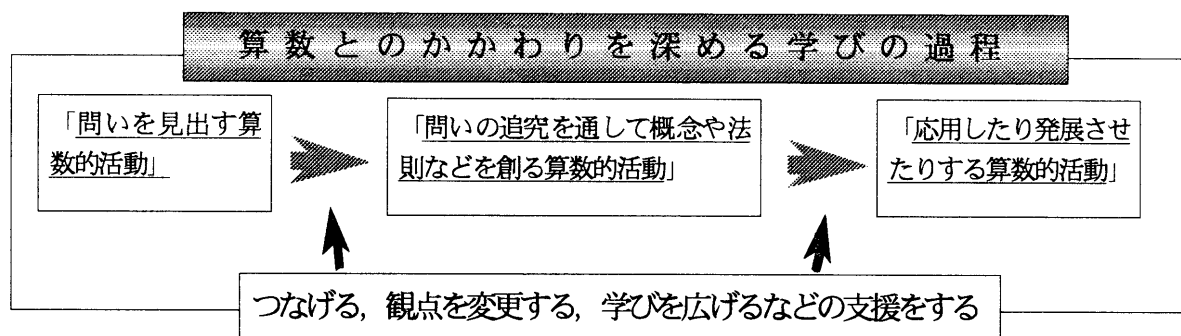 算数とのかかわりを深める学びの過程
「問いを見出す算
数的活動」
「問いの追究を通して概念や法
則などを創る算数的活動」
「応用したり発展させ
たりする算数的活動」
つなげる，観点を変更する，学びを広げるなどの支援をする